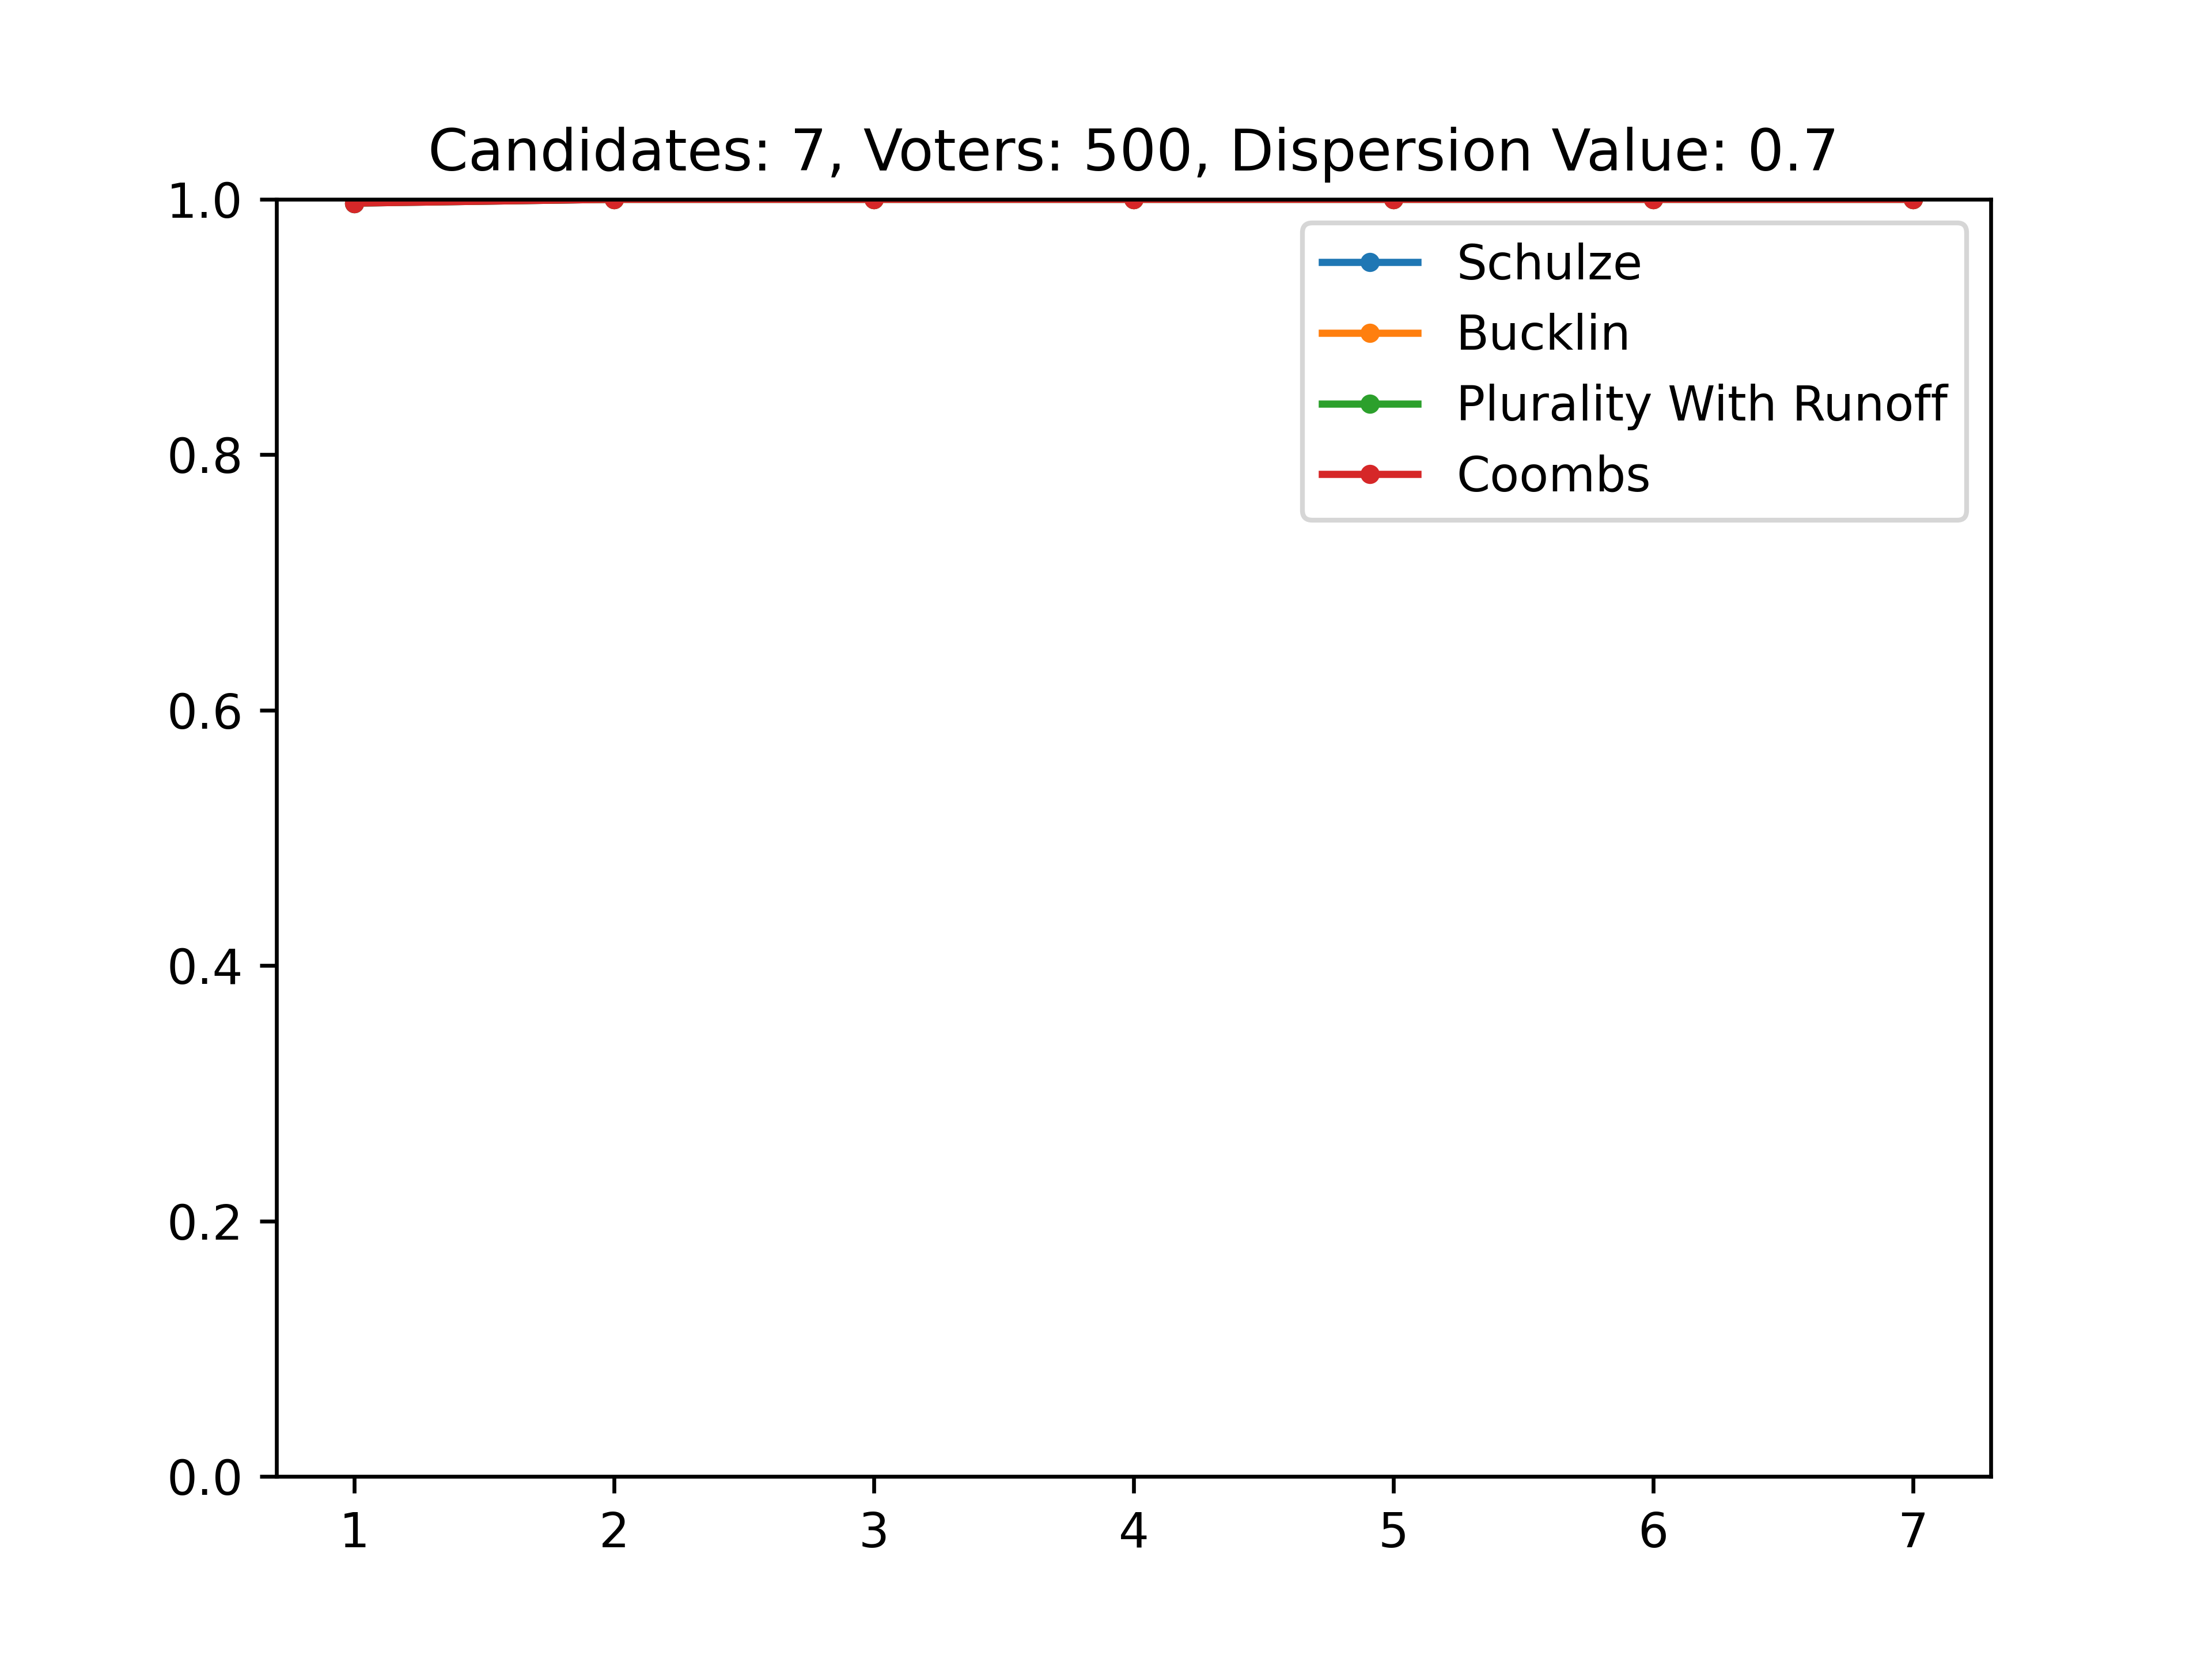 Candidates: 7, Voters: 500, Dispersion Value: 0.7
1.0
0.8
0.6
0.4
0.2
0.0
Schulze
Bucklin
Plurality With Runoff
Coombs
1 2 3 4 5 6 7